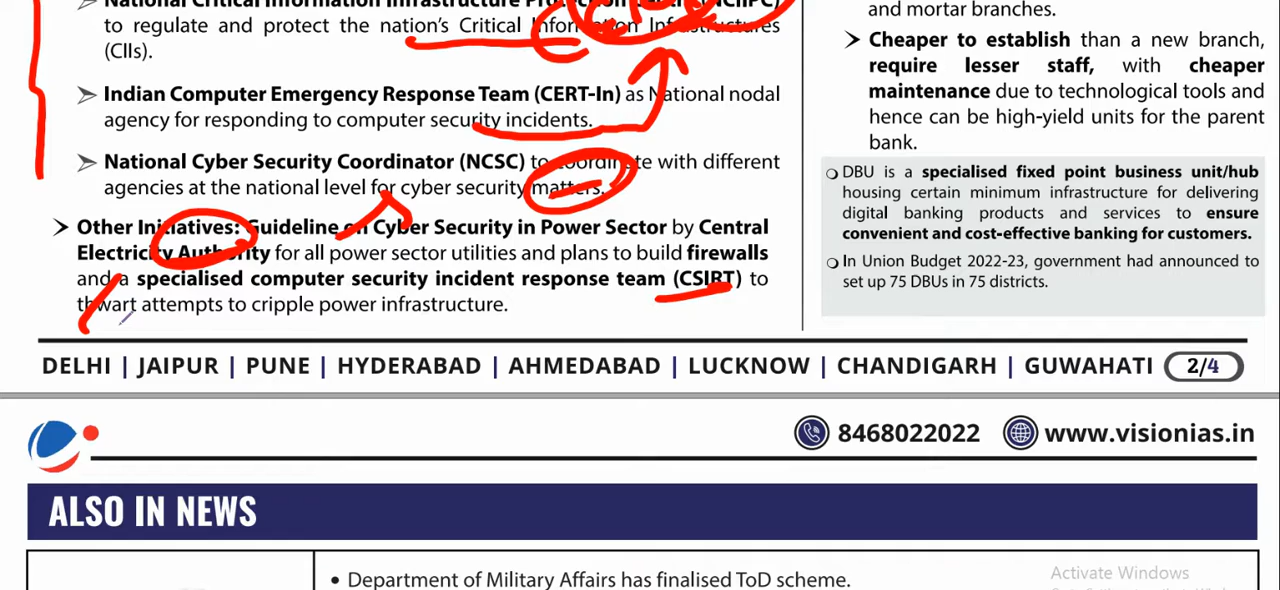 National Critical Information Infrastructure
to regulate and protect the nation's Critical Information Infrastructures
(CIIs).
➢ Indian Computer Emergency Response Team (CERT-In) as National nodal
agency for responding to computer security incidents.
➢ National Cyber Security Coordinator (NCSC) to coordinate with different
agencies at the national level for cyber security matters.
➢ Other Initiatives: Guideline on Cyber Security in Power Sector by Central
Electricity Authority for all power sector utilities and plans to build firewalls
and a specialised computer security incident response team (CSIRT) to
thwart attempts to cripple power infrastructure.
and mortar branches.
➢ Cheaper to establish than a new branch,
require lesser staff, with cheaper
maintenance due to technological tools and
hence can be high-yield units for the parent
bank.
○ DBU is a specialised fixed point business unit/hub
housing certain minimum infrastructure for delivering
digital banking products and services to ensure
convenient and cost-effective banking for customers.
○ In Union Budget 2022-23, government had announced to
set up 75 DBUs in 75 districts.
DELHI | JAIPUR | PUNE | HYDERABAD | AHMEDABAD | LUCKNOW | CHANDIGARH | GUWAHATI 2/4
8468022022 www.visionias.in
ALSO IN NEWS
• Department of Military Affairs has finalised ToD scheme.
Activate Windows